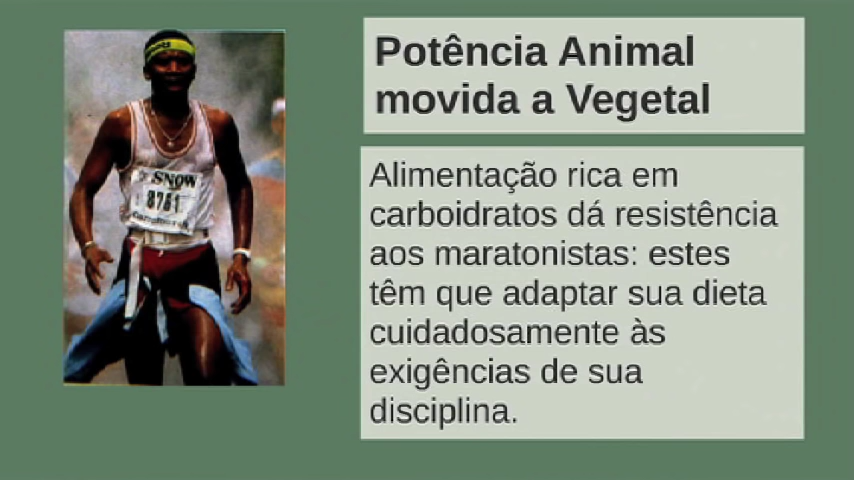 Potência Animal
movida a Vegetal
Alimentação rica em
carboidratos dá resistência
aos maratonistas: estes
têm que adaptar sua dieta
cuidadosamente às
exigências de sua
disciplina.
SNOW
8761